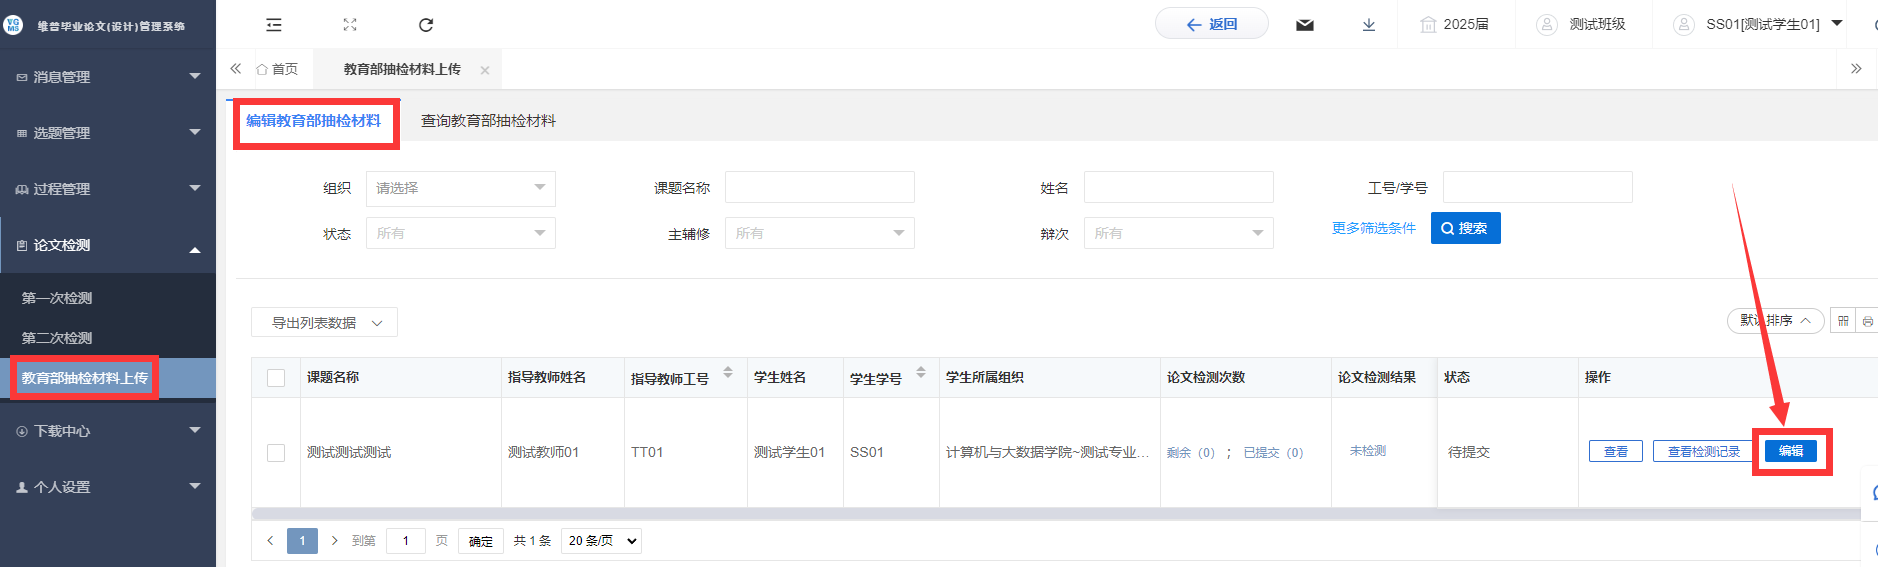 VG
MS
维普毕业论文(设计)管理系统
返回
2025届
测试班级
SS01[测试学生01]
消息管理
选题管理
过程管理
论文检测
第一次检测
第二次检测
教育部抽检材料上传
下载中心
个人设置
首页
教育部抽检材料上传
编辑教育部抽检材料
查询教育部抽检材料
组织
请选择
课题名称
姓名
工号/学号
状态
所有
主辅修
所有
辩次
所有
更多筛选条件
搜索
导出列表数据
默认排序
课题名称
指导教师姓名
指导教师工号
学生姓名
学生学号
学生所属组织
论文检测次数
论文检测结果
状态
操作
测试测试测试
测试教师01
TT01
测试学生01
SS01
计算机与大数据学院~测试专业...
剩余（0）； 已提交（0）
未检测
待提交
查看
查看检测记录
编辑
1
到第
1
页
确定
共 1 条
20 条/页